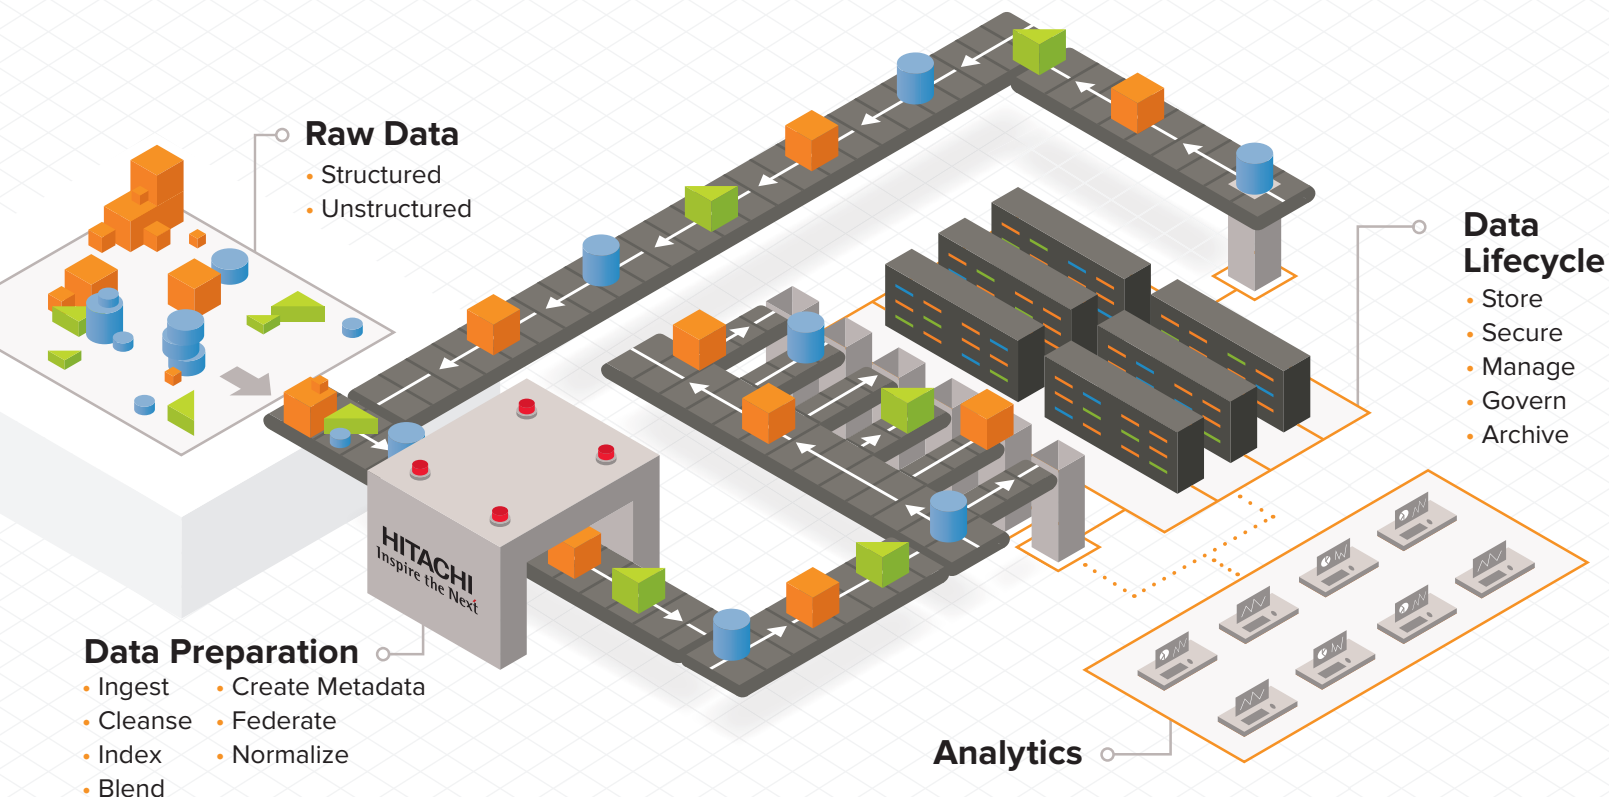 Raw Data
• Structured
• Unstructured
Data
Lifecycle
• Store
• Secure
• Manage
• Govern
• Archive
HITACHI
Inspire the Next
Data Preparation
• Ingest
• Cleanse
• Index
• Blend
• Create Metadata
• Federate
• Normalize
Analytics